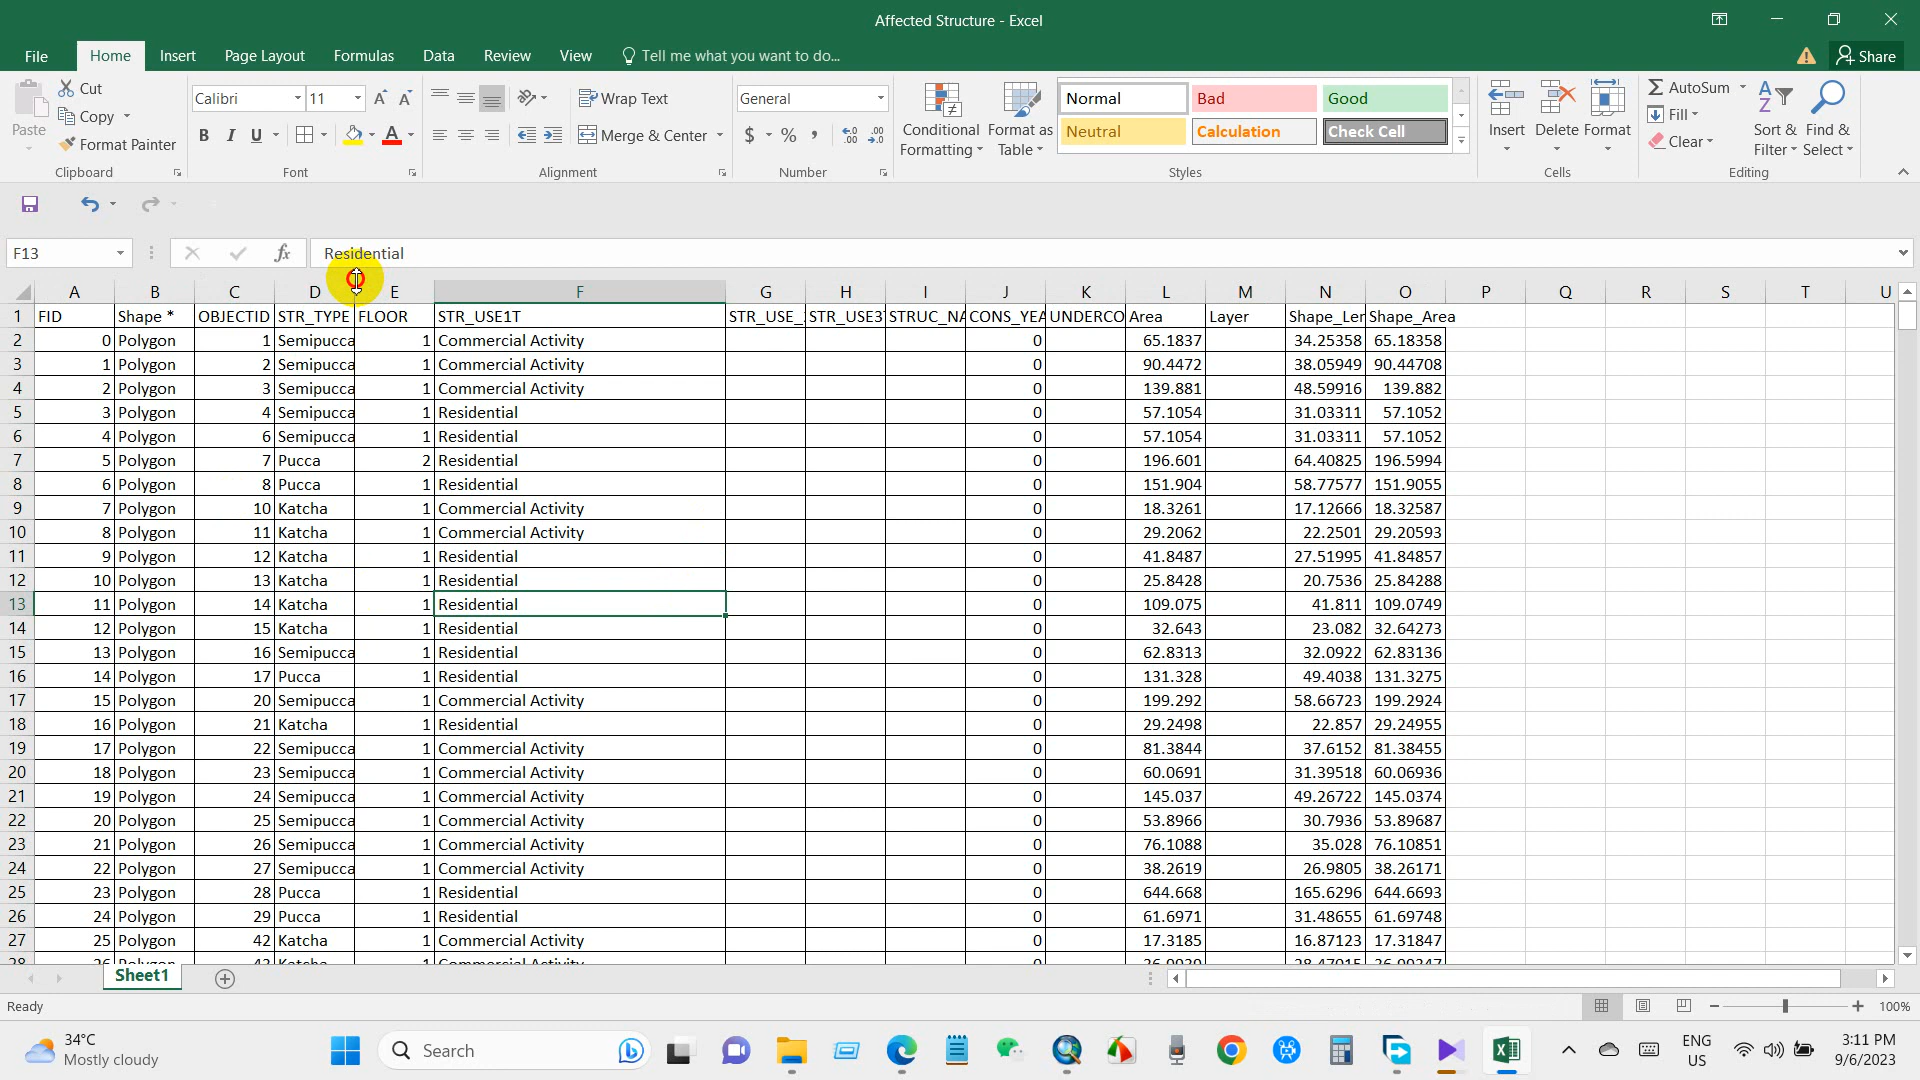 Affected Structure - Excel
File Home Insert Page Layout Formulas Data Review View Tell me what you want to do... Share
Paste Cut Copy Format Painter Clipboard
Calibri 11 B I U A Font
Wrap Text Merge & Center Alignment
General $ % , Number
Conditional Formatting Format as Table Normal Bad Good Neutral Calculation Check Cell Styles
Insert Delete Format Cells
AutoSum Fill Clear Sort & Filter Find & Select Editing
F13 fx Residential
A B C D E F G H I J K L M N O P Q R S T U
1 FID Shape * OBJECTID STR_TYPE FLOOR STR_USE1T STR_USE_ STR_USE3 STRUC_NA CONS_YEA UNDERCO Area Layer Shape_Ler Shape_Area
2 0 Polygon 1 Semipucca 1 Commercial Activity 0 65.1837 34.25358 65.18358
3 1 Polygon 2 Semipucca 1 Commercial Activity 0 90.4472 38.05949 90.44708
4 2 Polygon 3 Semipucca 1 Commercial Activity 0 139.881 48.59916 139.882
5 3 Polygon 4 Semipucca 1 Residential 0 57.1054 31.03311 57.1052
6 4 Polygon 6 Semipucca 1 Residential 0 57.1054 31.03311 57.1052
7 5 Polygon 7 Pucca 2 Residential 0 196.601 64.40825 196.5994
8 6 Polygon 8 Pucca 1 Residential 0 151.904 58.77577 151.9055
9 7 Polygon 10 Katcha 1 Commercial Activity 0 18.3261 17.12666 18.32587
10 8 Polygon 11 Katcha 1 Commercial Activity 0 29.2062 22.2501 29.20593
11 9 Polygon 12 Katcha 1 Residential 0 41.8487 27.51995 41.84857
12 10 Polygon 13 Katcha 1 Residential 0 25.8428 20.7536 25.84288
13 11 Polygon 14 Katcha 1 Residential 0 109.075 41.811 109.0749
14 12 Polygon 15 Katcha 1 Residential 0 32.643 23.082 32.64273
15 13 Polygon 16 Semipucca 1 Residential 0 62.8313 32.0922 62.83136
16 14 Polygon 17 Pucca 1 Residential 0 131.328 49.4038 131.3275
17 15 Polygon 20 Semipucca 1 Commercial Activity 0 199.292 58.66723 199.2924
18 16 Polygon 21 Katcha 1 Residential 0 29.2498 22.857 29.24955
19 17 Polygon 22 Semipucca 1 Commercial Activity 0 81.3844 37.6152 81.38455
20 18 Polygon 23 Semipucca 1 Commercial Activity 0 60.0691 31.39518 60.06936
21 19 Polygon 24 Semipucca 1 Commercial Activity 0 145.037 49.26722 145.0374
22 20 Polygon 25 Semipucca 1 Commercial Activity 0 53.8966 30.7936 53.89687
23 21 Polygon 26 Semipucca 1 Commercial Activity 0 76.1088 35.028 76.10851
24 22 Polygon 27 Semipucca 1 Commercial Activity 0 38.2619 26.9805 38.26171
25 23 Polygon 28 Pucca 1 Residential 0 644.668 165.6296 644.6693
26 24 Polygon 29 Pucca 1 Residential 0 61.6971 31.48655 61.69748
27 25 Polygon 42 Katcha 1 Commercial Activity 0 17.3185 16.87123 17.31847
Sheet1
Ready 100%
34°C
Mostly cloudy
Search
ENG
US
3:11 PM
9/6/2023